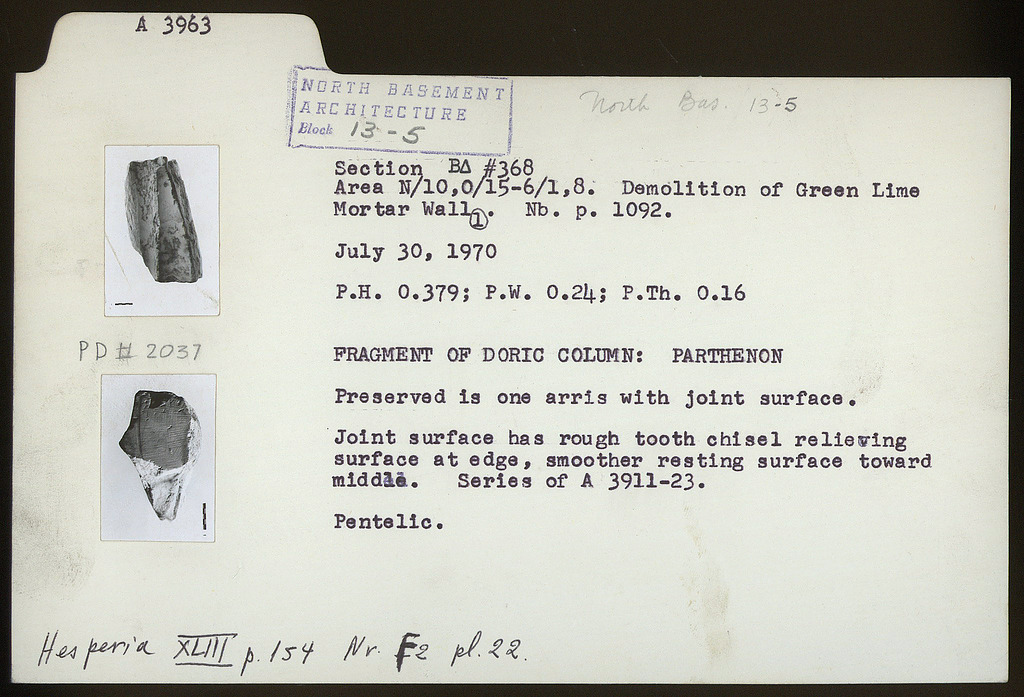 A 3963
NORTH BASEMENT
ARCHITECTURE
Block 13-5
North Bas. 13-5
Section BΔ #368
Area N/10,0/15-6/1,8. Demolition of Green Lime
Mortar Wall ①. Nb. p. 1092.
July 30, 1970
P.H. 0.379; P.W. 0.24; P.Th. 0.16
PD# 2037
FRAGMENT OF DORIC COLUMN: PARTHENON
Preserved is one arris with joint surface.
Joint surface has rough tooth chisel relieving
surface at edge, smoother resting surface toward
middle. Series of A 3911-23.
Pentelic.
Hesperia XLIII p. 154 Nr. F2 pl. 22.